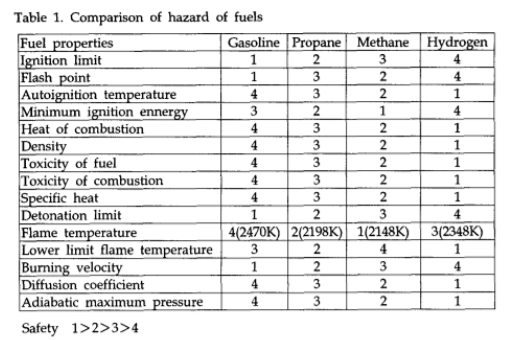 Table 1. Comparison of hazard of fuels
Fuel properties Gasoline Propane Methane Hydrogen
Ignition limit 1 2 3 4
Flash point 1 3 2 4
Autoignition temperature 4 3 2 1
Minimum ignition ennergy 3 2 1 4
Heat of combustion 4 3 2 1
Density 4 3 2 1
Toxicity of fuel 4 3 2 1
Toxicity of combustion 4 3 2 1
Specific heat 4 3 2 1
Detonation limit 1 2 3 4
Flame temperature 4(2470K) 2(2198K) 1(2148K) 3(2348K)
Lower limit flame temperature 3 2 4 1
Burning velocity 1 2 3 4
Diffusion coefficient 4 3 2 1
Adiabatic maximum pressure 4 3 2 1
Safety 1>2>3>4